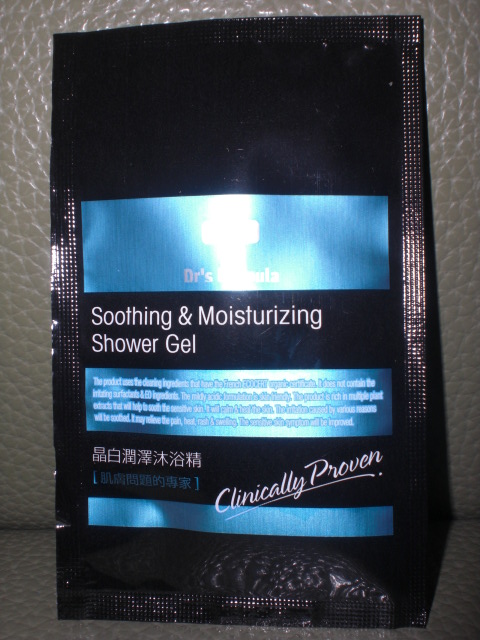 Dr's
Soothing & Moisturizing
Shower Gel
The product uses the cleaning ingredients that have the French ECOCERT organic certificate. It does not contain the
irritating surfactants & ED Ingredients. The mildly acidic formulation is skin-friendly. The product is rich in multiple plant
extracts that will help to sooth the sensitive skin. It will calm & heal the skin. The irritation caused by various reasons
will be soothed. It may relieve the pain, heat, rash & swelling. The sensitive skin symptom will be improved.
晶白潤澤沐浴精
[ 肌膚問題的專家 ]
Clinically Proven.